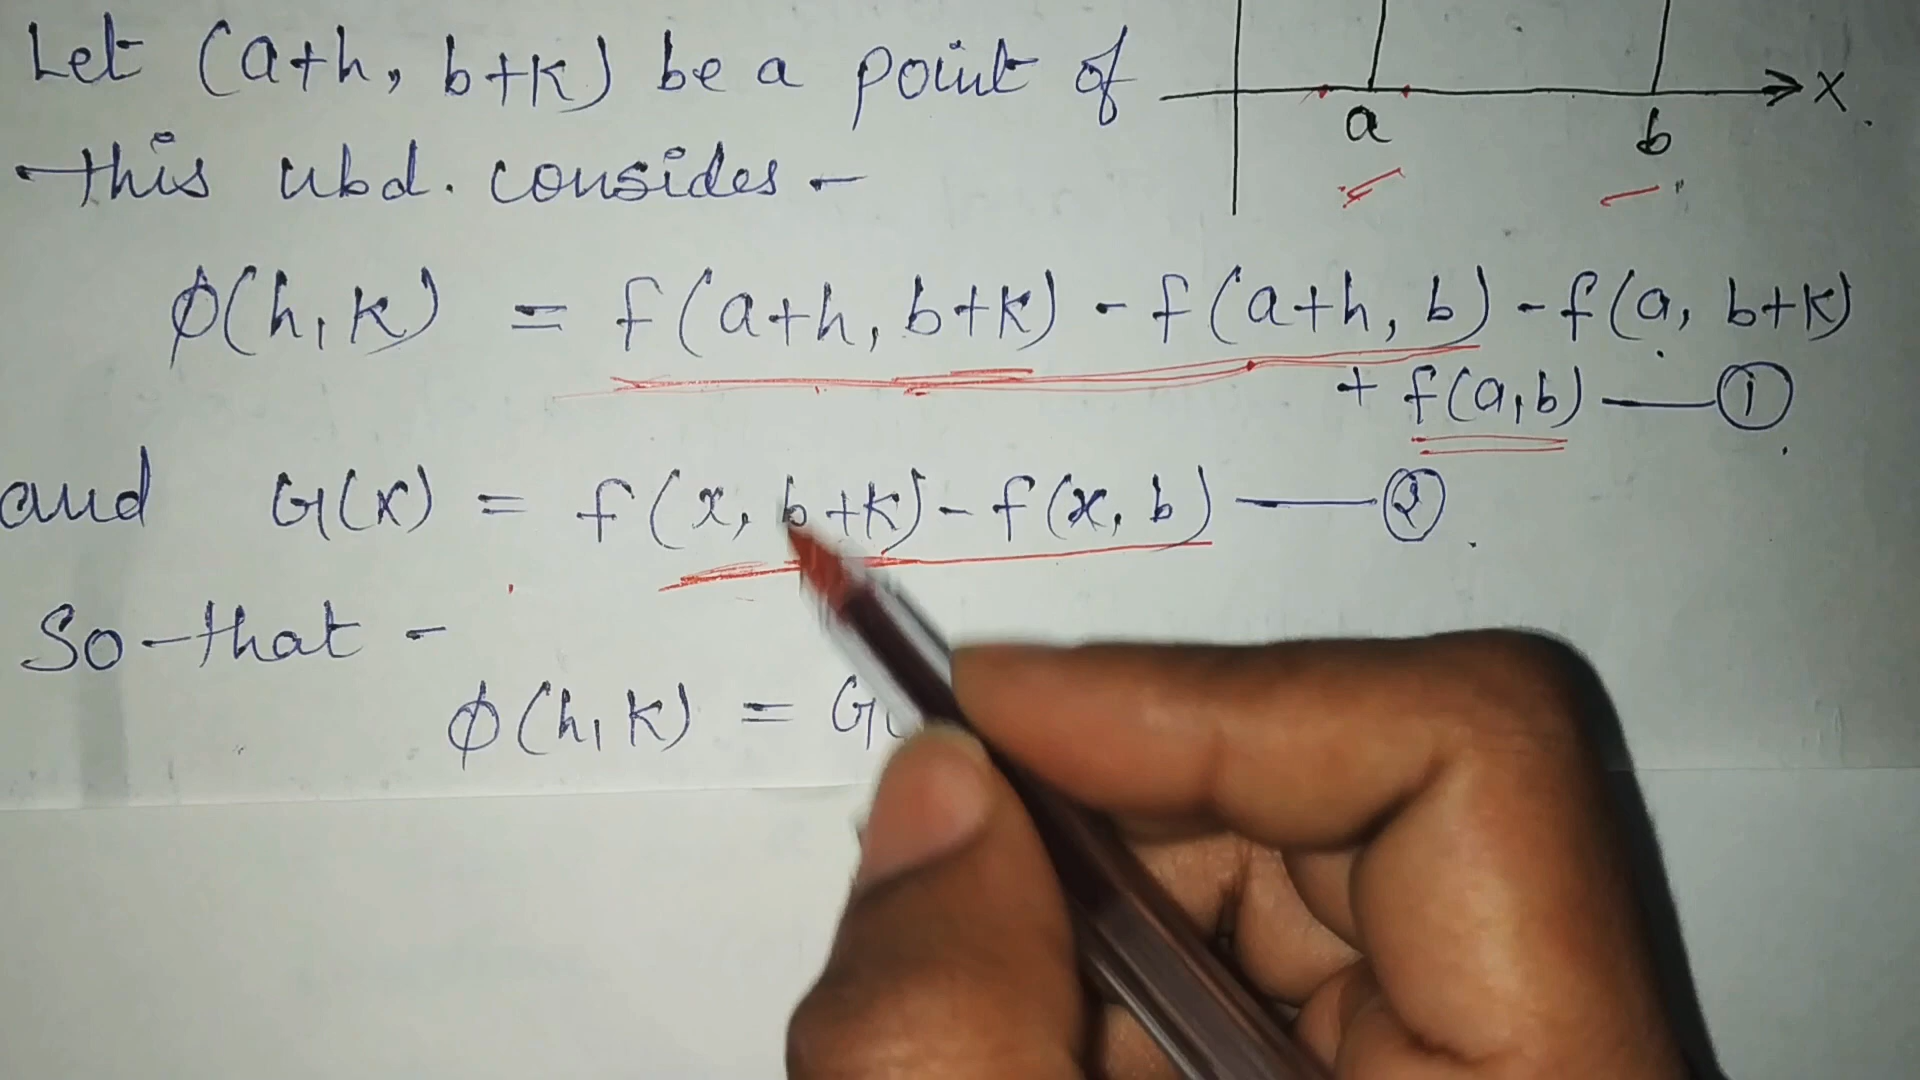 Let (a+h, b+k) be a point of
this nbd. consider -
φ(h,k) = f(a+h, b+k) - f(a+h, b) - f(a, b+k)
+ f(a,b) — ①
and G(x) = f(x, b+k) - f(x, b) — ②
So that -
φ(h,k) = G(
a
b
X